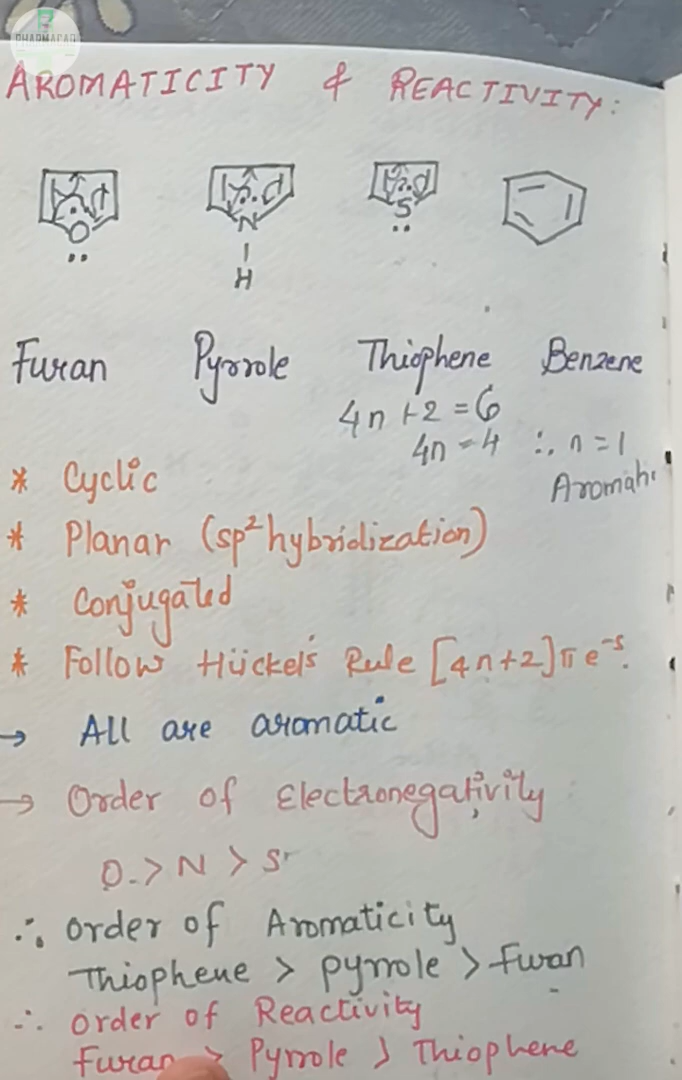 PHARMACAD
AROMATICITY & REACTIVITY:
O
N
S
H
Furan Pyrrole Thiophene Benzene
4n+2=6
4n=4 ∴ n=1
* Cyclic
* Planar (sp² hybridization)
* Conjugated
* Follow Hückel's Rule [4n+2]π e⁻s.
→ All are aromatic
→ Order of Electronegativity:
O > N > S
∴ order of Aromaticity
Thiophene > pyrrole > Furan
∴ order of Reactivity
Furan > Pyrrole > Thiophene